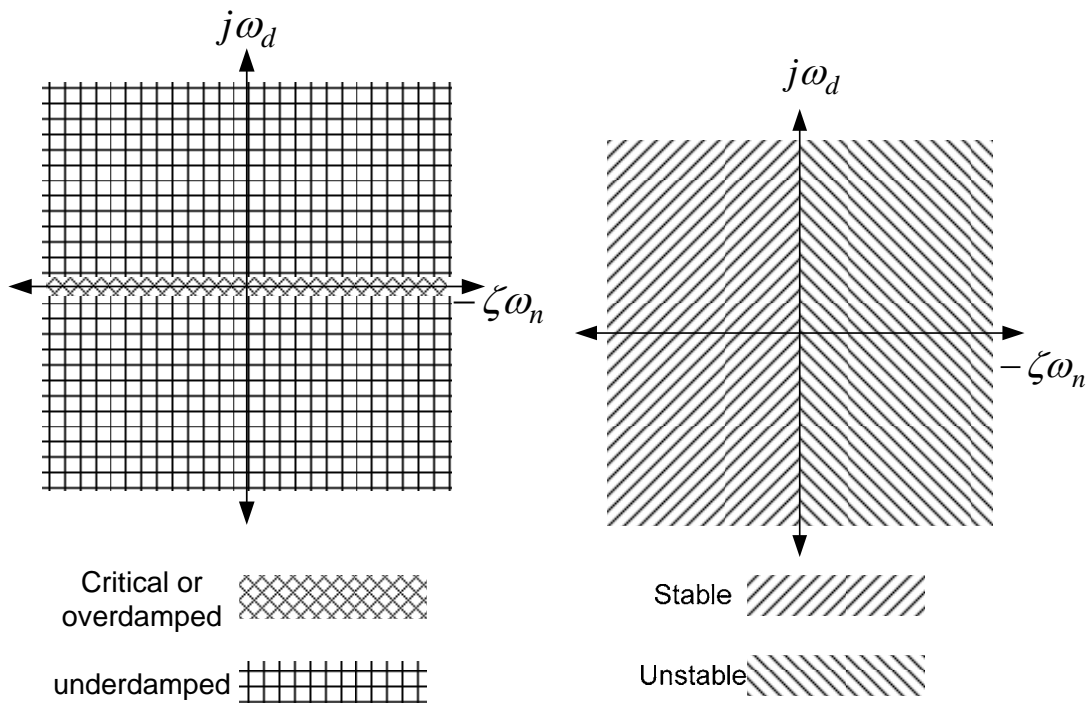 jω_d
−ζω_n
Critical or
overdamped
underdamped
jω_d
−ζω_n
Stable
Unstable